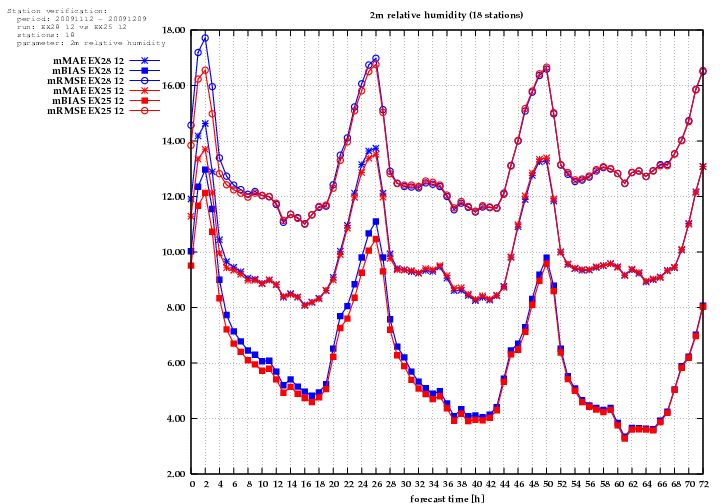 Station verification:
period: 20091112 - 20091209
run: EX28 12 vs EX25 12
stations: 18
parameter: 2m relative humidity
2m relative humidity (18 stations)
mMAE EX28 12
mBIAS EX28 12
mRMSE EX28 12
mMAE EX25 12
mBIAS EX25 12
mRMSE EX25 12
18.00
16.00
14.00
12.00
10.00
8.00
6.00
4.00
2.00
0 2 4 6 8 10 12 14 16 18 20 22 24 26 28 30 32 34 36 38 40 42 44 46 48 50 52 54 56 58 60 62 64 66 68 70 72
forecast time [h]